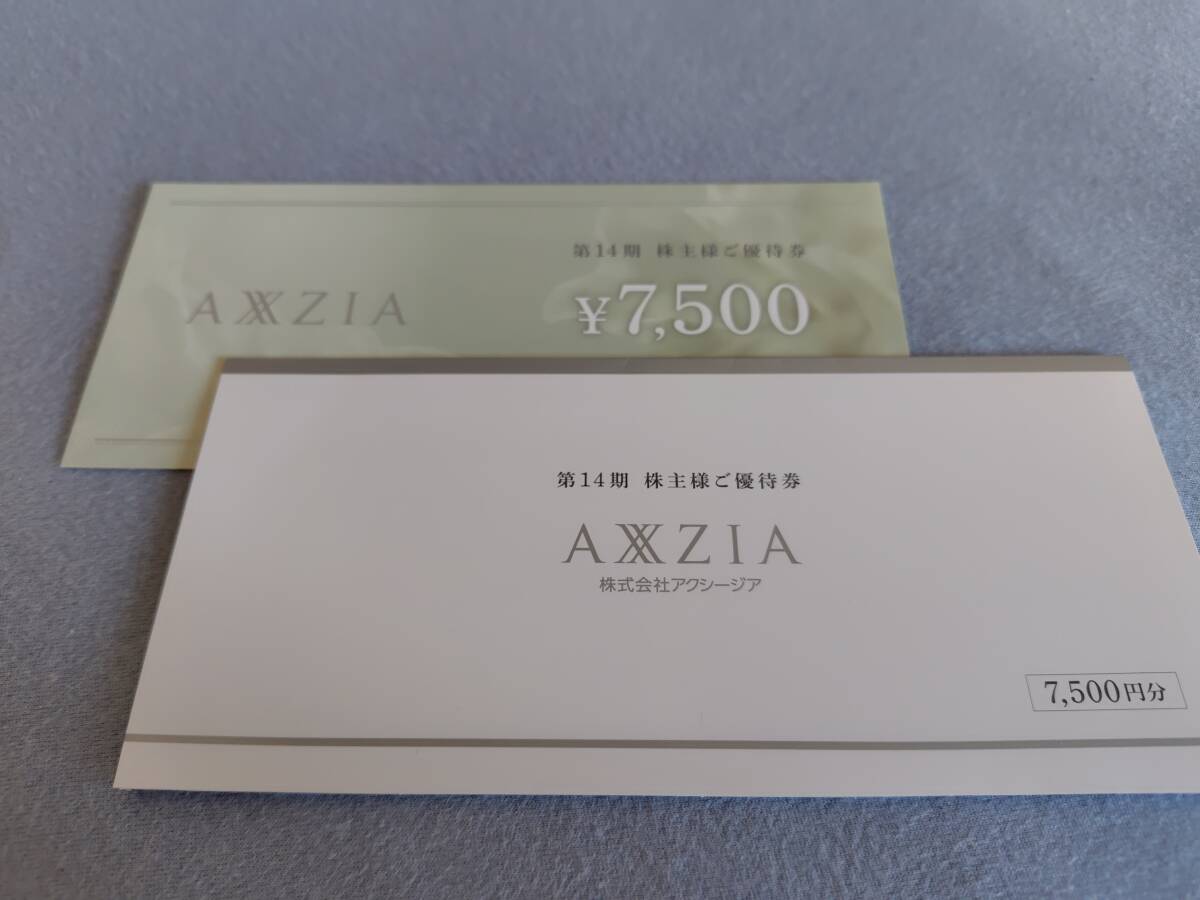 第14期 株主様ご優待券
AXXZIA
¥7,500
第14期 株主様ご優待券
AXXZIA
株式会社アクシージア
7,500円分